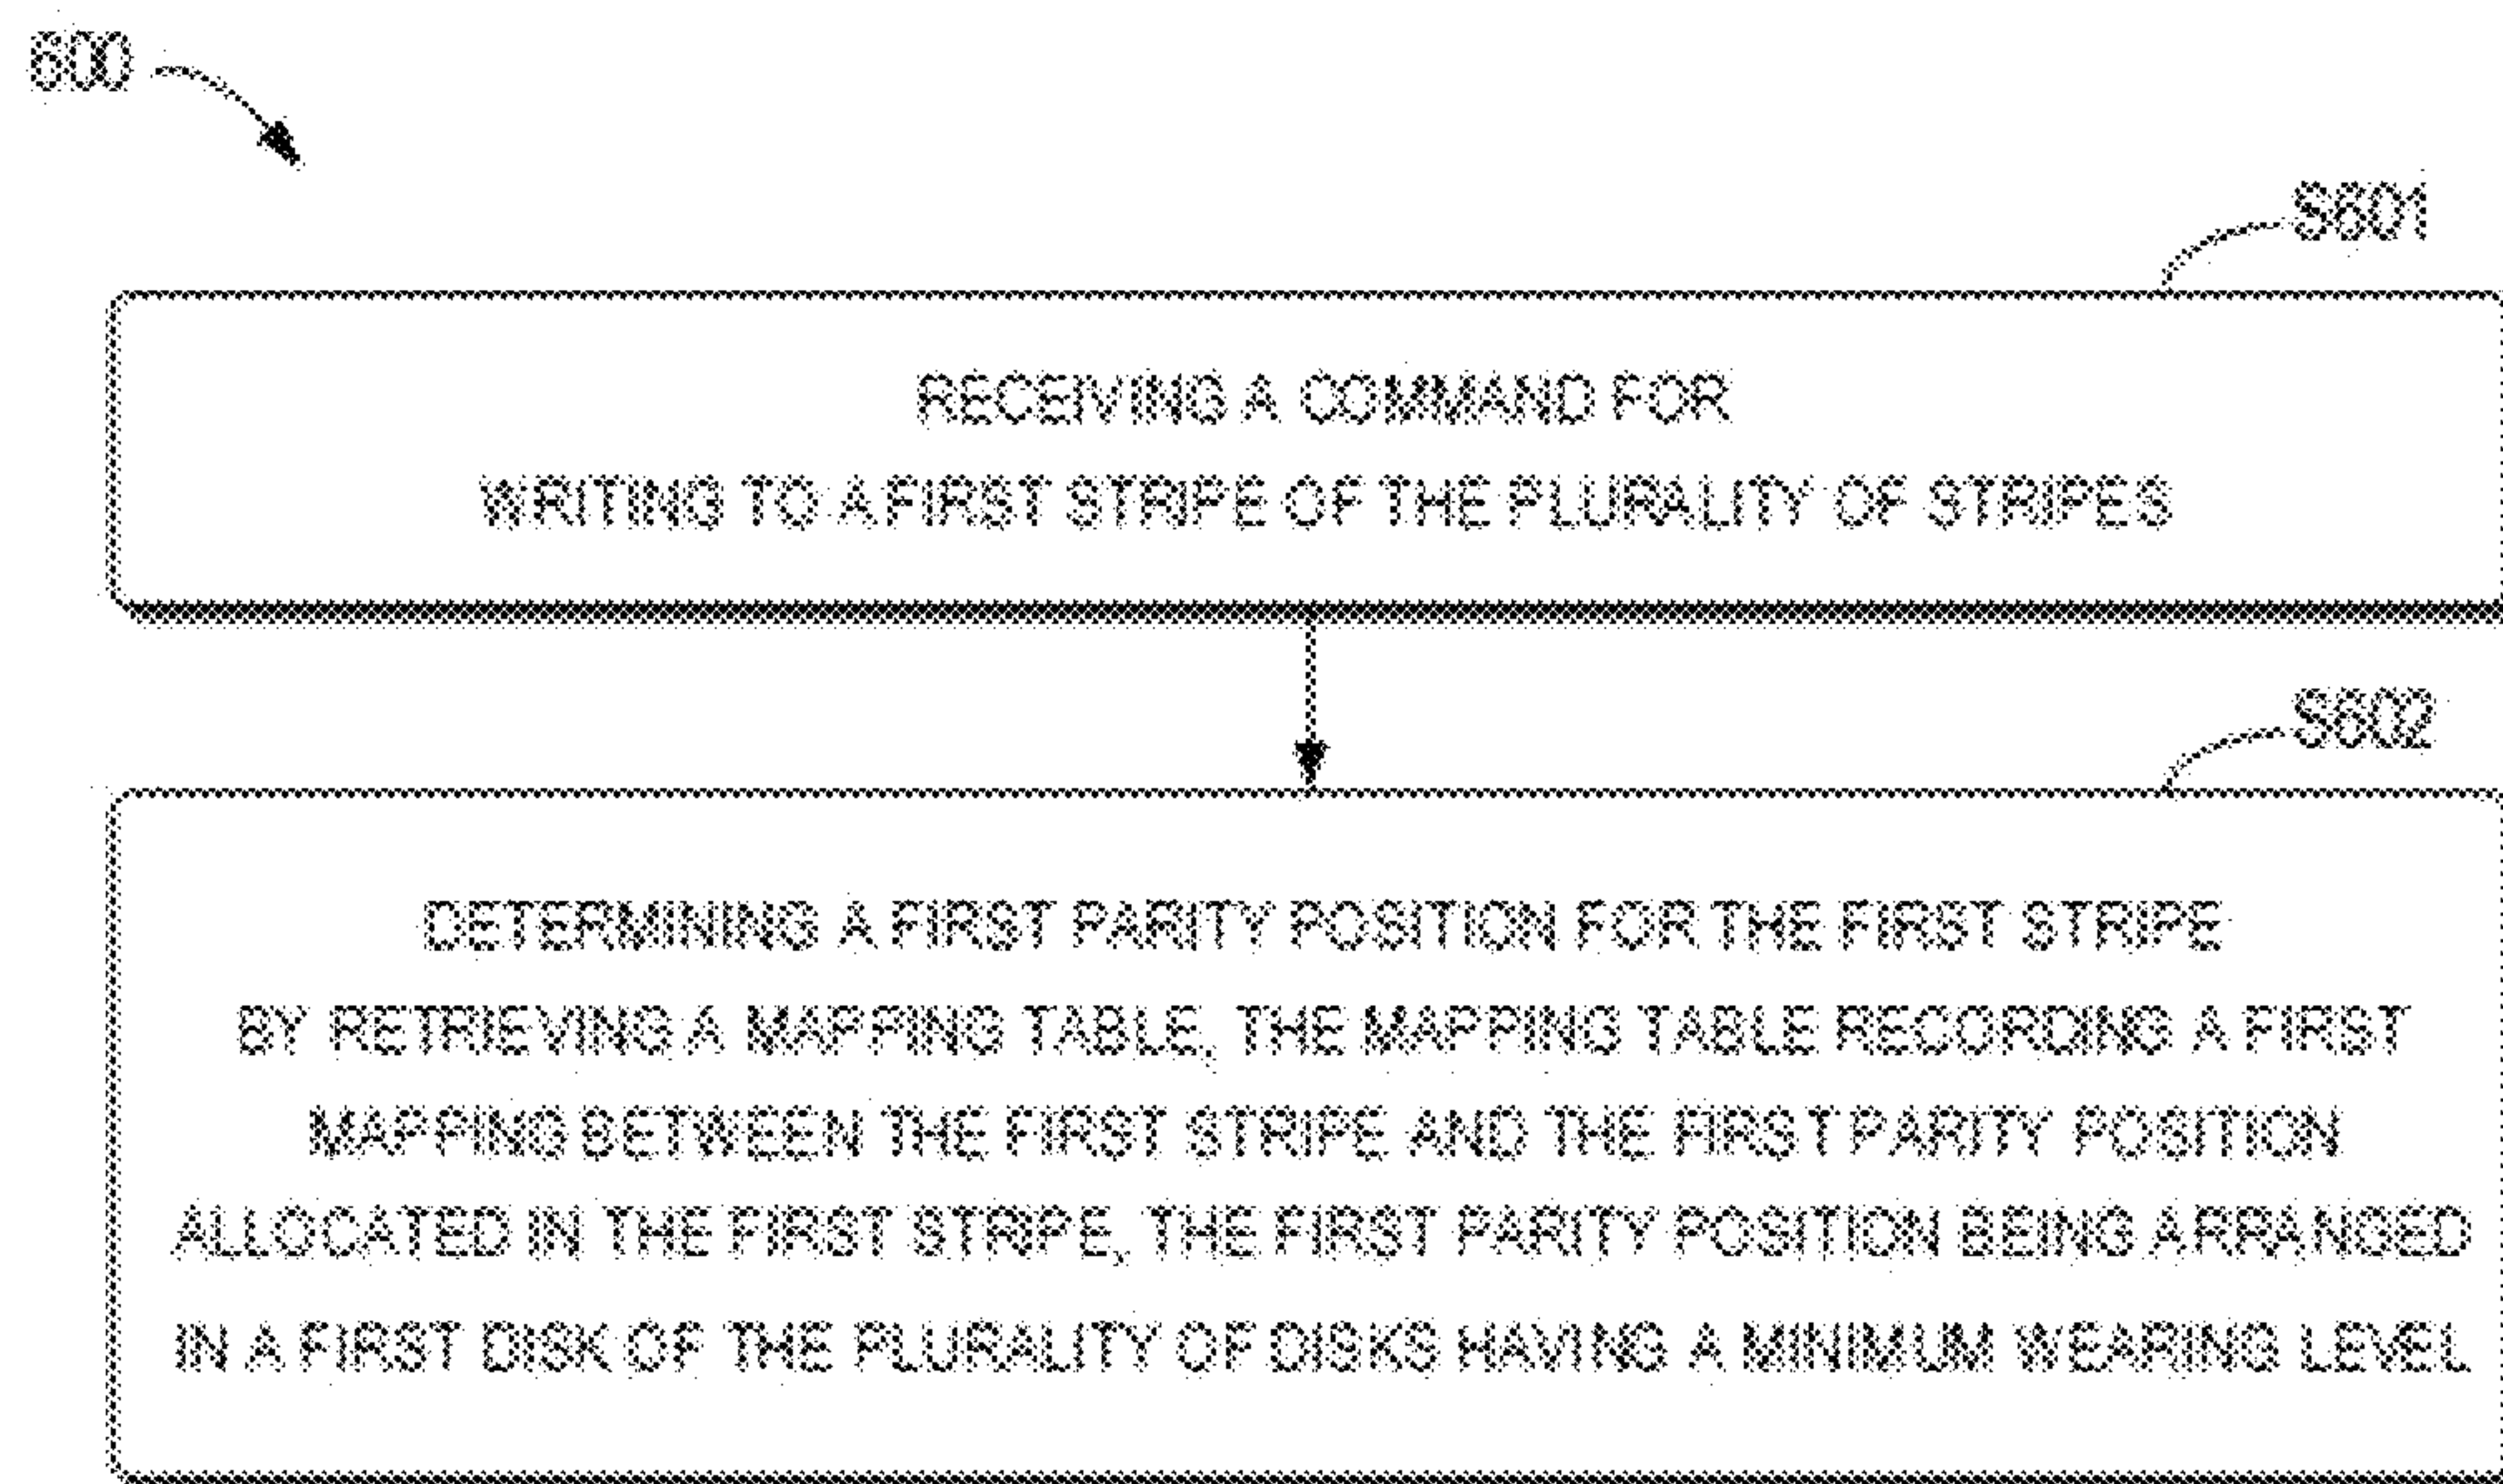 600
S601
RECEIVING A COMMAND FOR
WRITING TO A FIRST STRIPE OF THE PLURALITY OF STRIPES
S602
DETERMINING A FIRST PARITY POSITION FOR THE FIRST STRIPE
BY RETRIEVING A MAPPING TABLE, THE MAPPING TABLE RECORDING A FIRST
MAPPING BETWEEN THE FIRST STRIPE AND THE FIRST PARITY POSITION
ALLOCATED IN THE FIRST STRIPE, THE FIRST PARITY POSITION BEING ARRANGED
IN A FIRST DISK OF THE PLURALITY OF DISKS HAVING A MINIMUM WEARING LEVEL